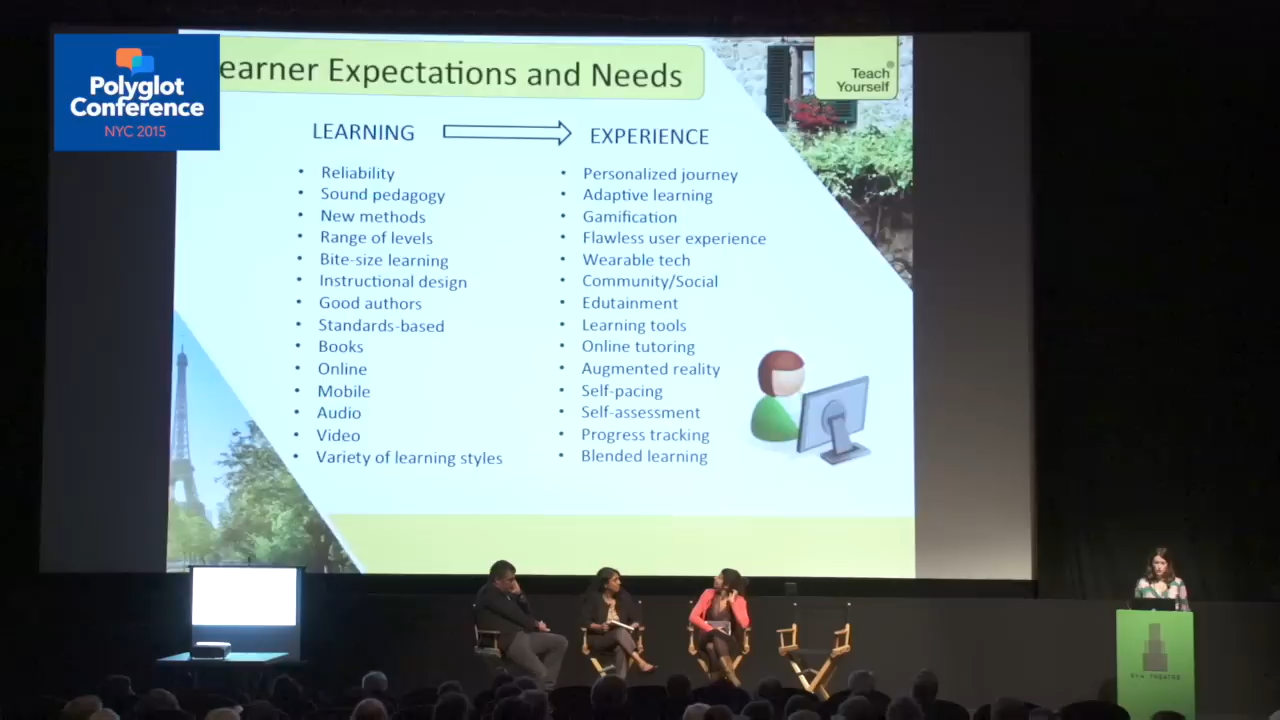 Polyglot
Conference
NYC 2015
earner Expectations and Needs
Teach
Yourself®
LEARNING
EXPERIENCE
• Reliability
• Sound pedagogy
• New methods
• Range of levels
• Bite-size learning
• Instructional design
• Good authors
• Standards-based
• Books
• Online
• Mobile
• Audio
• Video
• Variety of learning styles
• Personalized journey
• Adaptive learning
• Gamification
• Flawless user experience
• Wearable tech
• Community/Social
• Edutainment
• Learning tools
• Online tutoring
• Augmented reality
• Self-pacing
• Self-assessment
• Progress tracking
• Blended learning